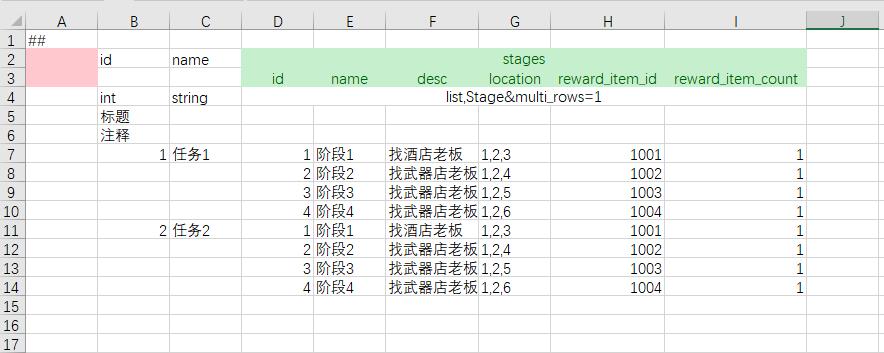 A B C D E F G H I J
1 ##
2 id name stages
3 id name desc location reward_item_id reward_item_count
4 int string list,Stage&multi_rows=1
5 标题
6 注释
7 1 任务1 1 阶段1 找酒店老板 1,2,3 1001 1
8 2 阶段2 找武器店老板 1,2,4 1002 1
9 3 阶段3 找武器店老板 1,2,5 1003 1
10 4 阶段4 找武器店老板 1,2,6 1004 1
11 2 任务2 1 阶段1 找酒店老板 1,2,3 1001 1
12 2 阶段2 找武器店老板 1,2,4 1002 1
13 3 阶段3 找武器店老板 1,2,5 1003 1
14 4 阶段4 找武器店老板 1,2,6 1004 1
15
16
17